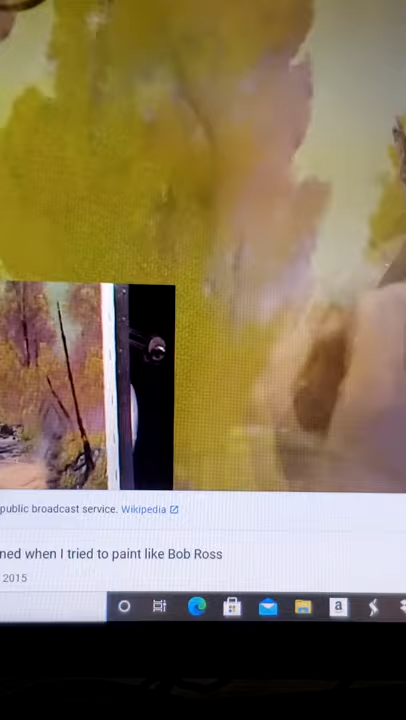 public broadcast service. Wikipedia
ned when I tried to paint like Bob Ross
2015
a